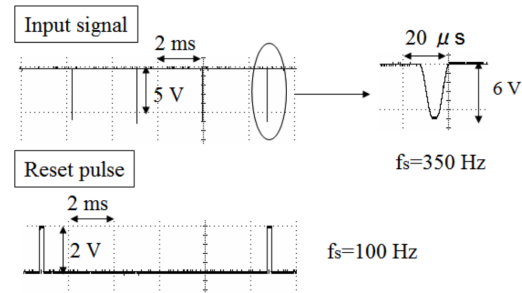 Input signal
2 ms
5 V
20 μs
6 V
fs=350 Hz
Reset pulse
2 ms
2 V
fs=100 Hz